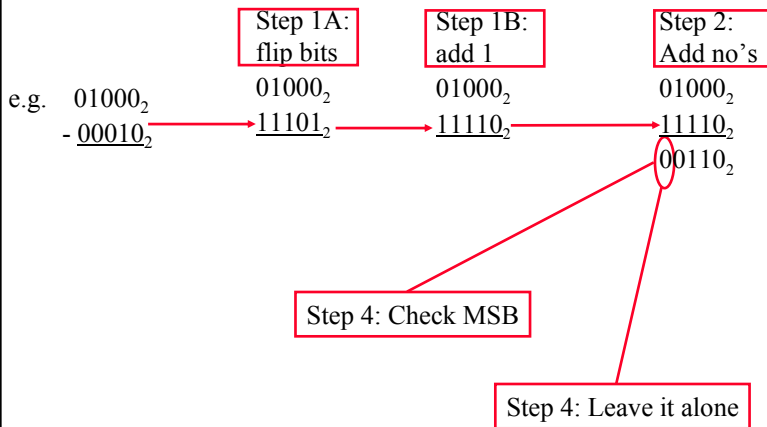 Step 1A:
flip bits
Step 1B:
add 1
Step 2:
Add no’s
e.g. 01000₂
- 00010₂
01000₂
11101₂
01000₂
11110₂
01000₂
11110₂
00110₂
Step 4: Check MSB
Step 4: Leave it alone